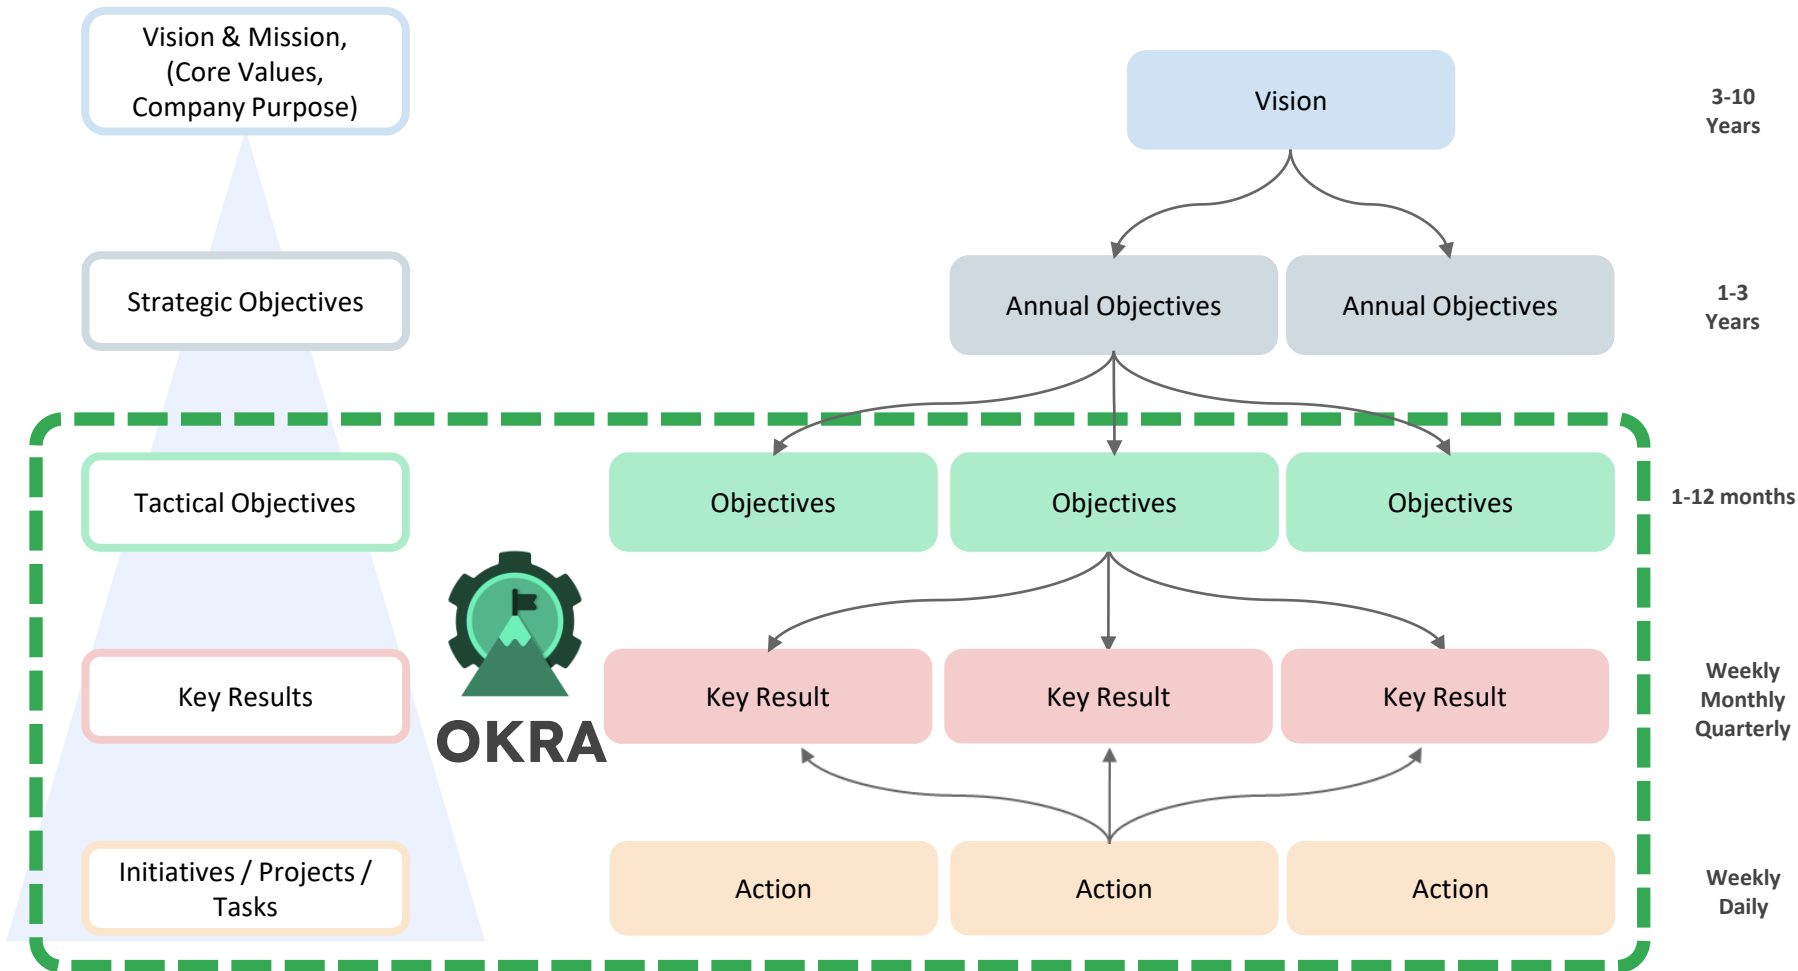 Vision & Mission,
(Core Values,
Company Purpose)
Vision
3-10
Years
Strategic Objectives
Annual Objectives
Annual Objectives
1-3
Years
Tactical Objectives
Objectives
Objectives
Objectives
1-12 months
Key Results
OKRA
Key Result
Key Result
Key Result
Weekly
Monthly
Quarterly
Initiatives / Projects /
Tasks
Action
Action
Action
Weekly
Daily